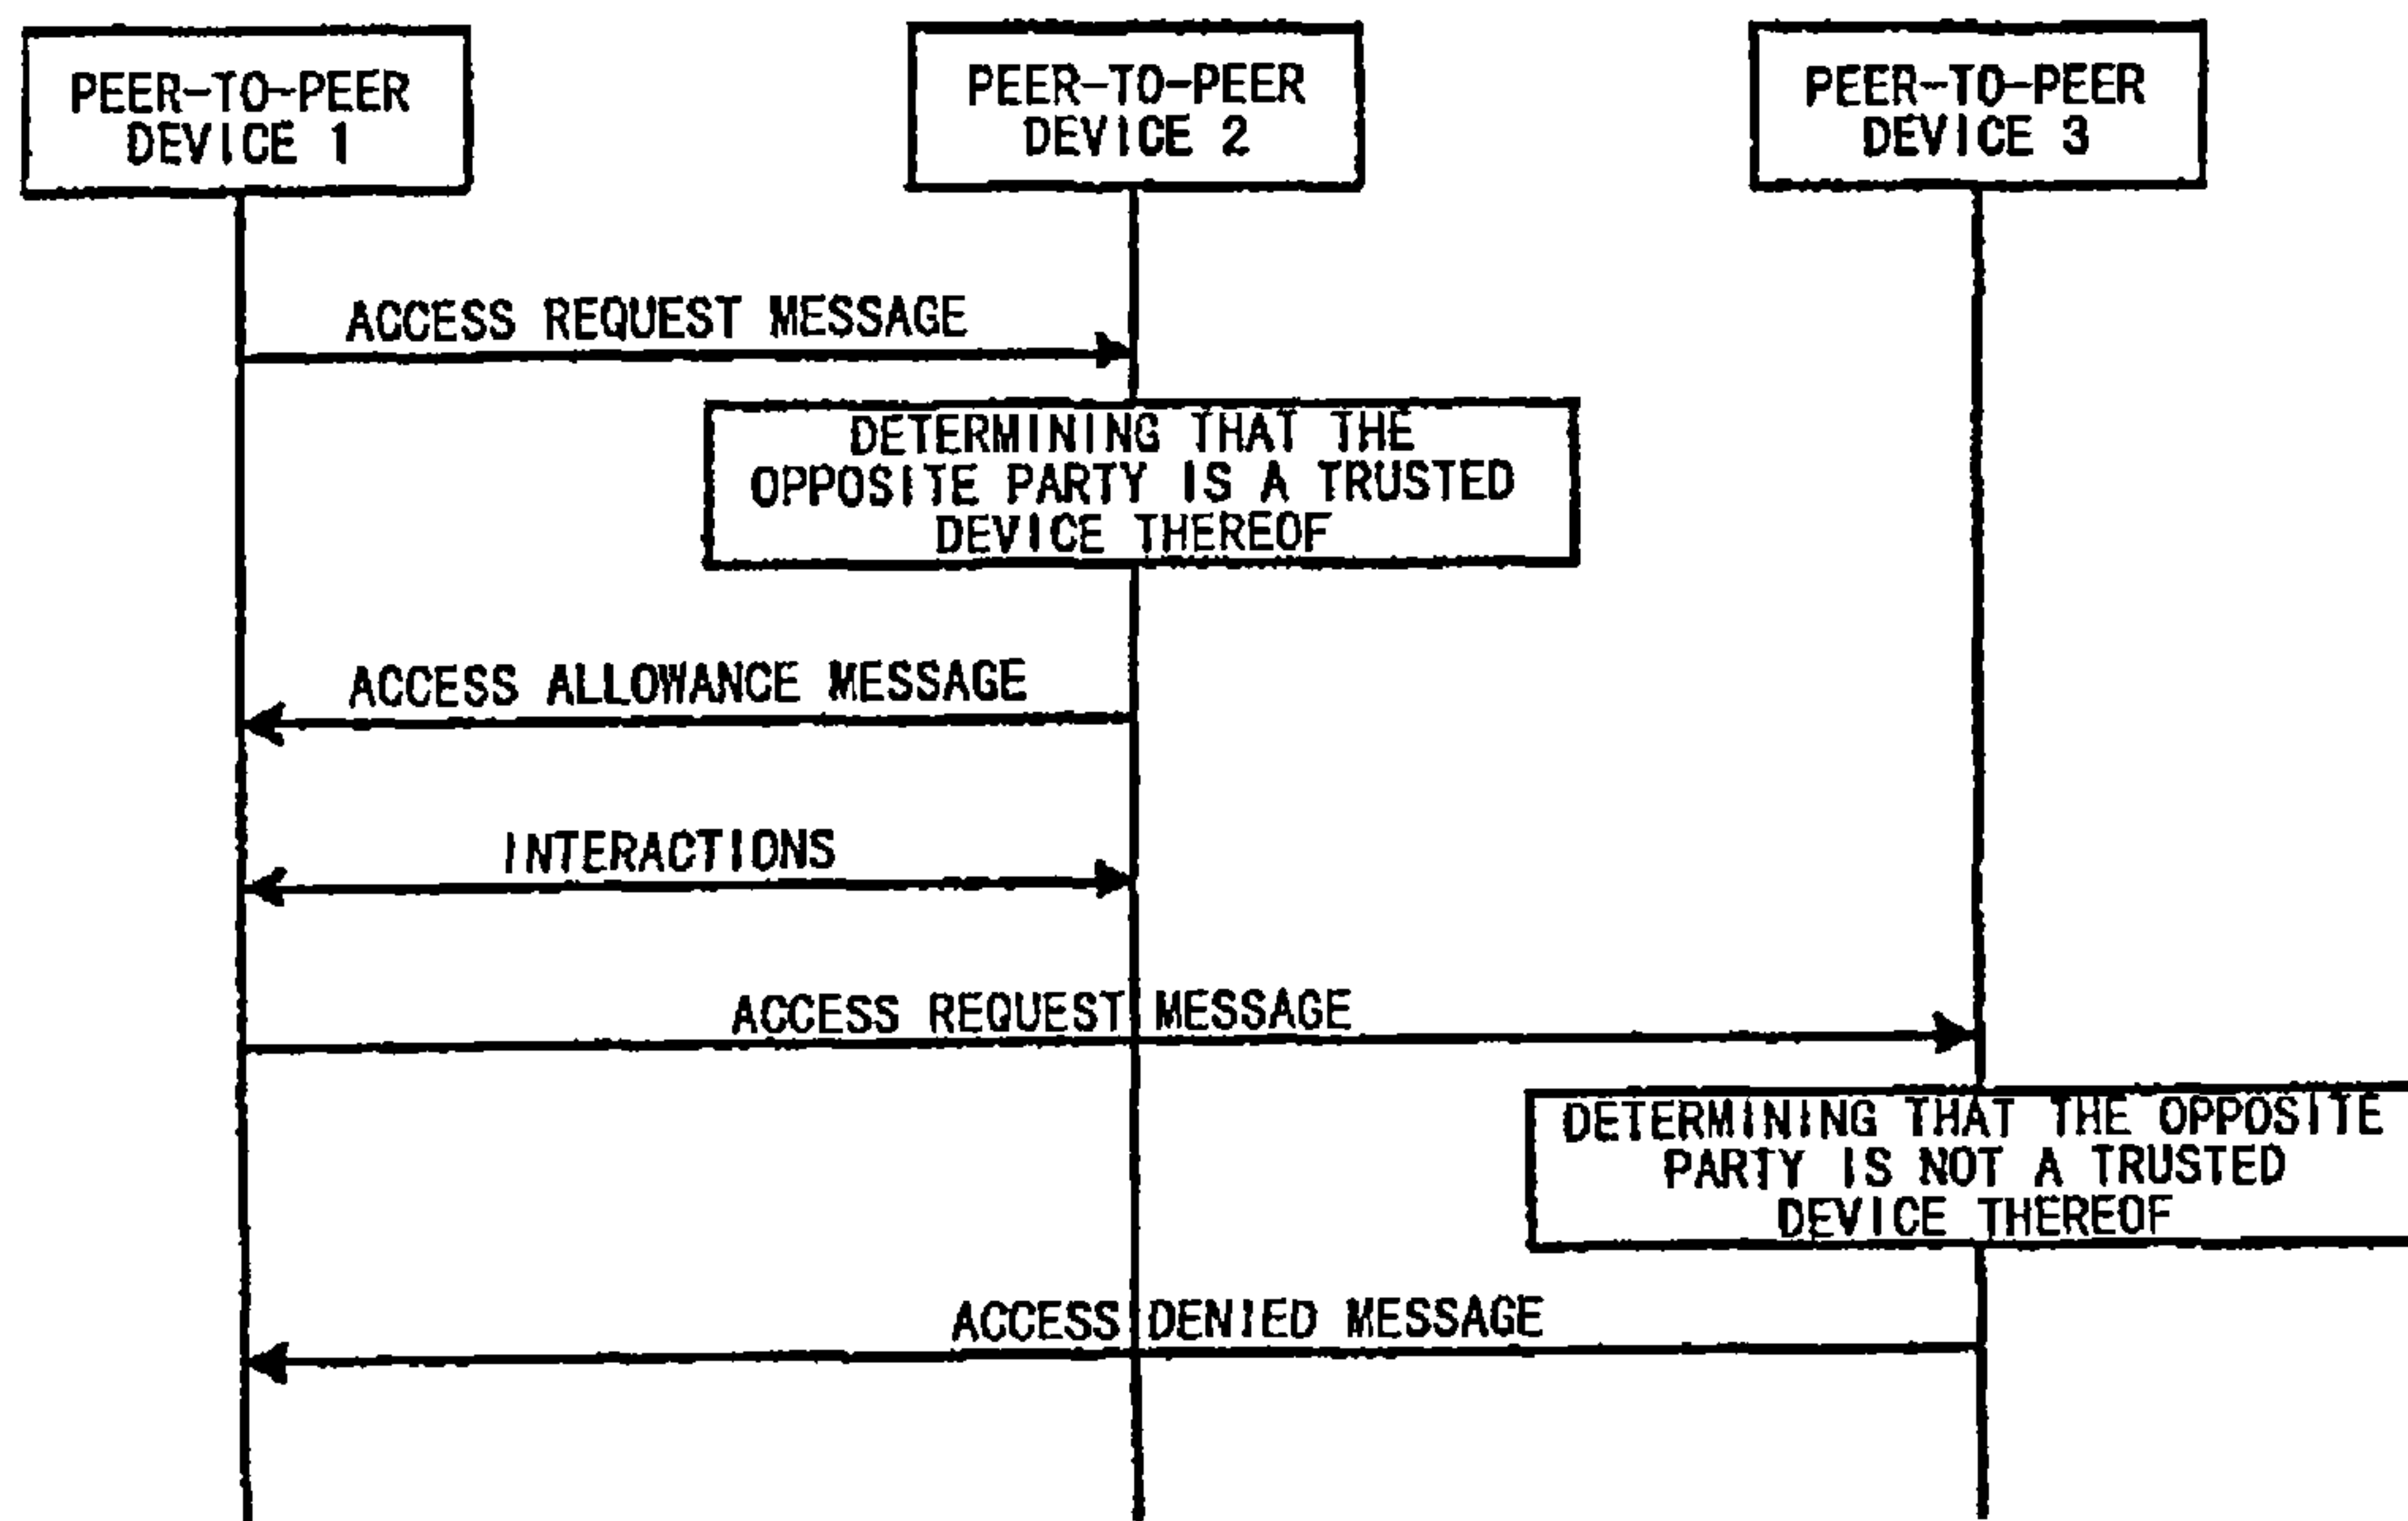 PEER-TO-PEER
DEVICE 1
PEER-TO-PEER
DEVICE 2
PEER-TO-PEER
DEVICE 3
ACCESS REQUEST MESSAGE
DETERMINING THAT THE
OPPOSITE PARTY IS A TRUSTED
DEVICE THEREOF
ACCESS ALLOWANCE MESSAGE
INTERACTIONS
ACCESS REQUEST MESSAGE
DETERMINING THAT THE OPPOSITE
PARTY IS NOT A TRUSTED
DEVICE THEREOF
ACCESS DENIED MESSAGE